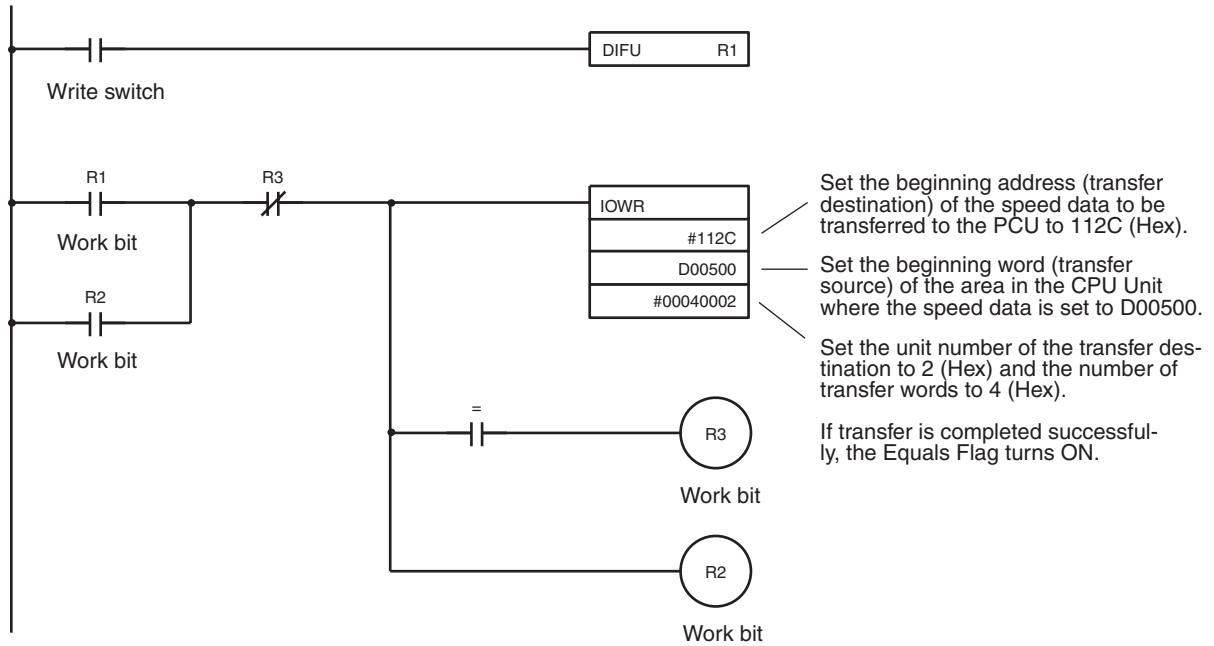 DIFU R1
Write switch
R1
R3
Work bit
R2
Work bit
IOWR
#112C
D00500
#00040002
Set the beginning address (transfer
destination) of the speed data to be
transferred to the PCU to 112C (Hex).
Set the beginning word (transfer
source) of the area in the CPU Unit
where the speed data is set to D00500.
Set the unit number of the transfer des-
tination to 2 (Hex) and the number of
transfer words to 4 (Hex).
If transfer is completed successful-
ly, the Equals Flag turns ON.
=
R3
Work bit
R2
Work bit